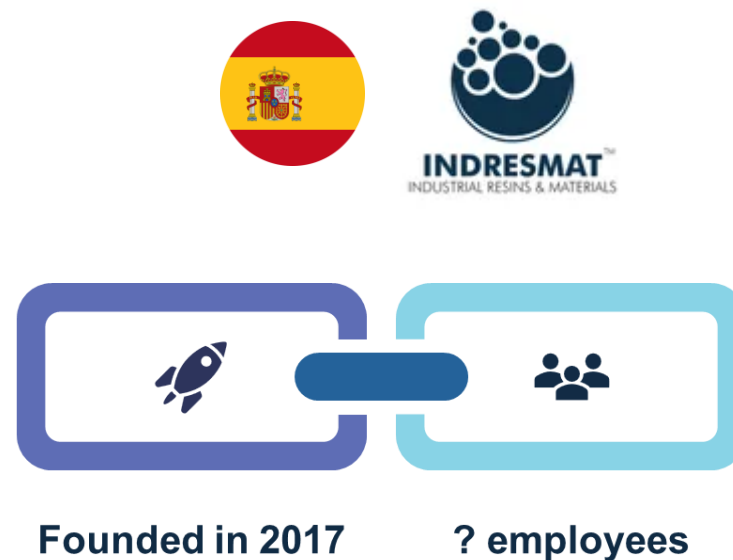 INDRESMAT™
INDUSTRIAL RESINS & MATERIALS
Founded in 2017
? employees